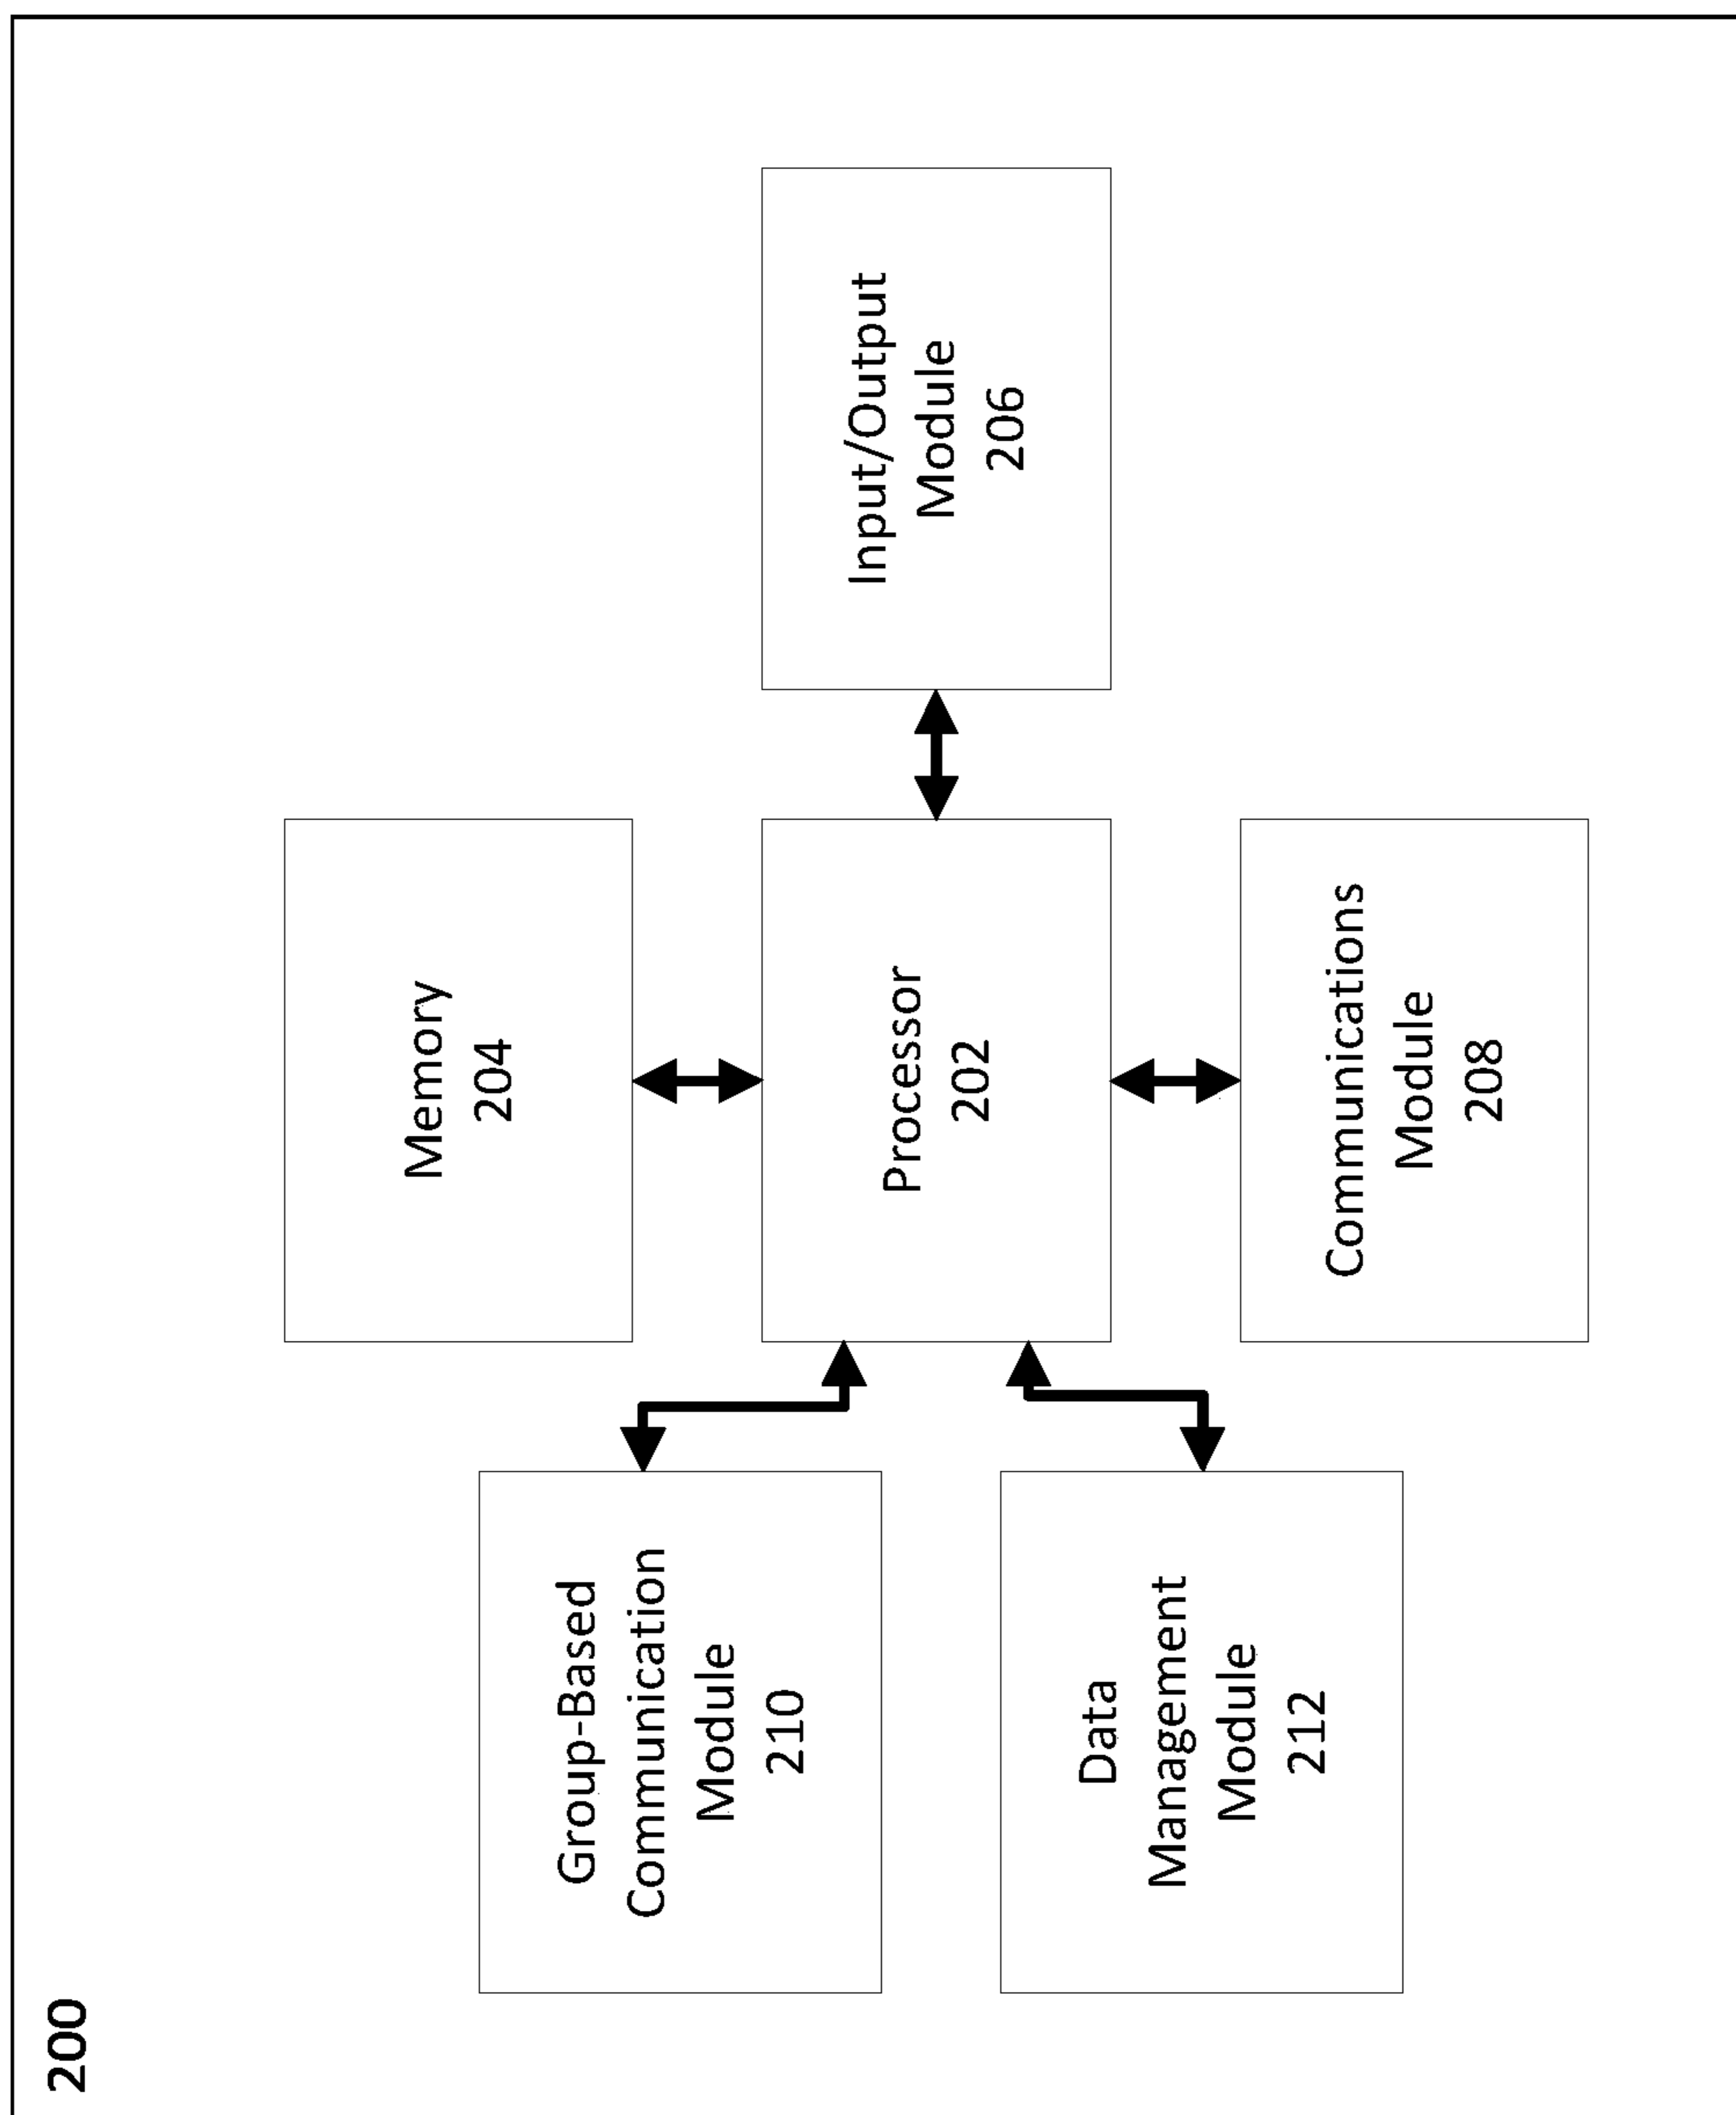 200
Memory
204
Group-Based
Communication
Module
210
Processor
202
Input/Output
Module
206
Data
Management
Module
212
Communications
Module
208